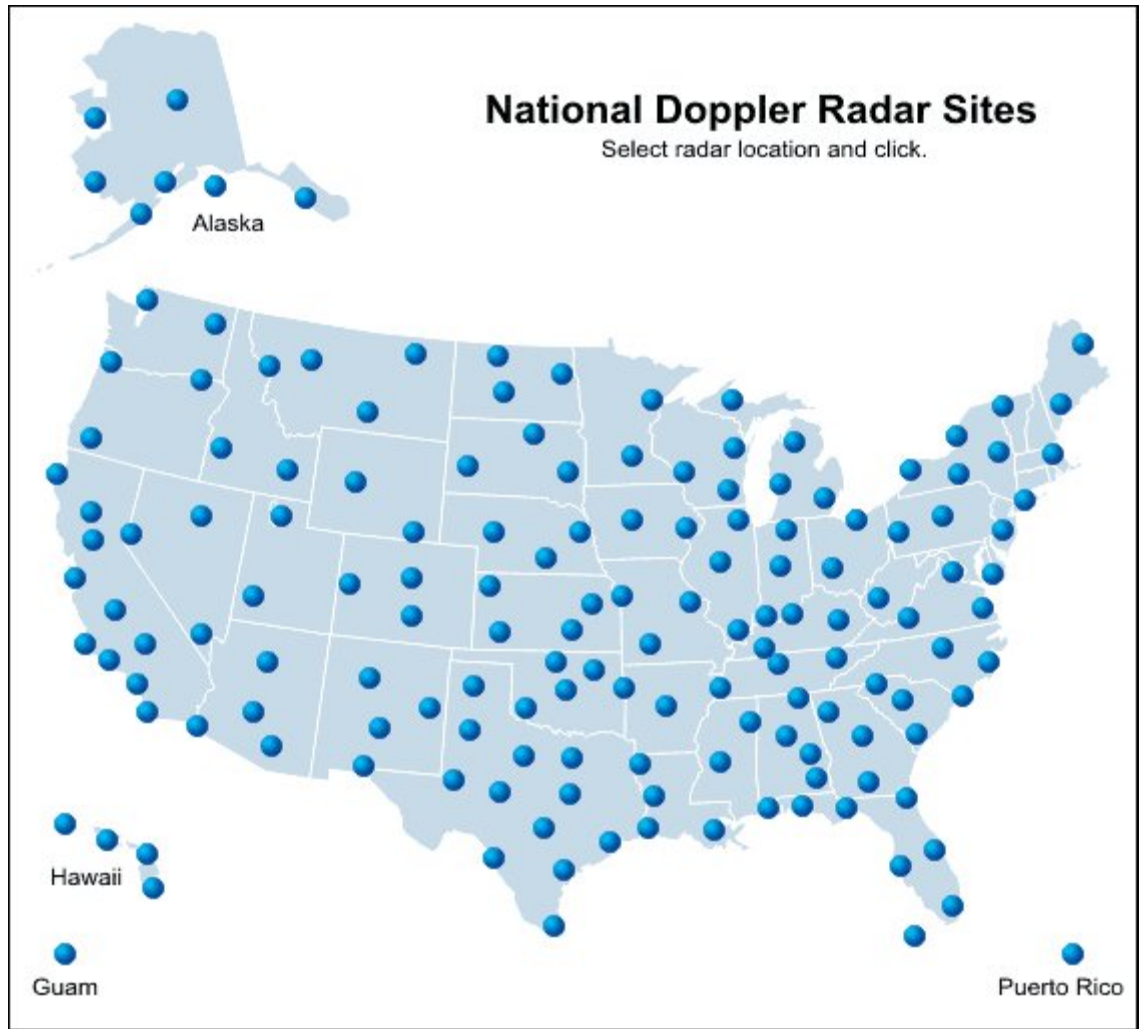 National Doppler Radar Sites
Select radar location and click.
Alaska
Hawaii
Guam
Puerto Rico